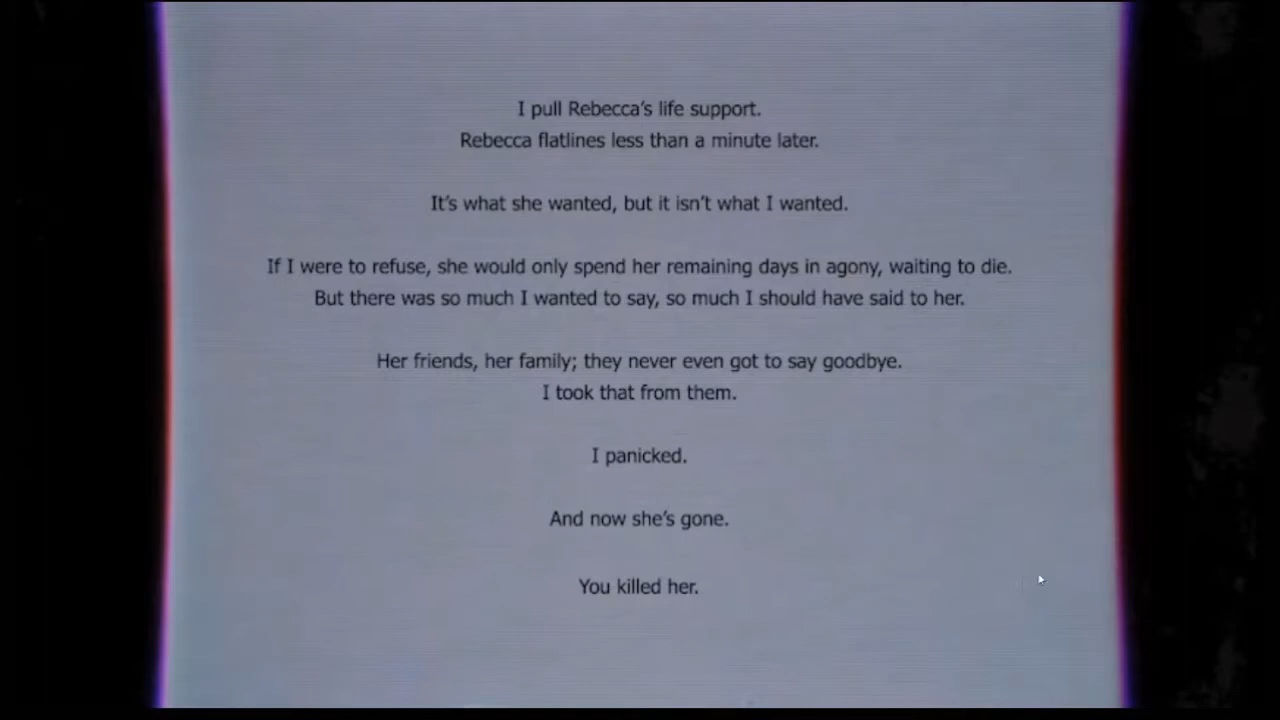 I pull Rebecca's life support.
Rebecca flatlines less than a minute later.
It's what she wanted, but it isn't what I wanted.
If I were to refuse, she would only spend her remaining days in agony, waiting to die.
But there was so much I wanted to say, so much I should have said to her.
Her friends, her family; they never even got to say goodbye.
I took that from them.
I panicked.
And now she's gone.
You killed her.